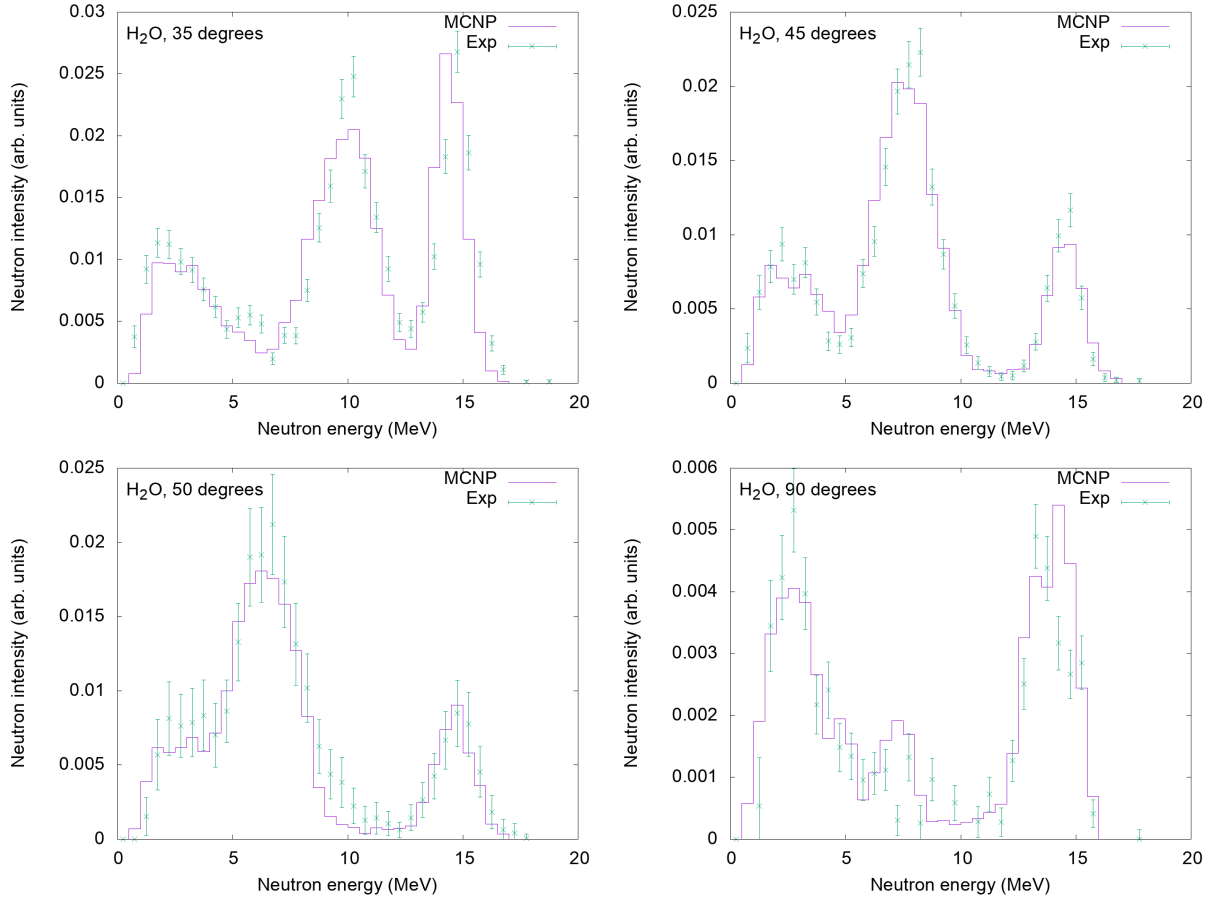 H₂O, 35 degrees
MCNP
Exp
Neutron intensity (arb. units)
0.03
0.025
0.02
0.015
0.01
0.005
0
0 5 10 15 20
Neutron energy (MeV)
H₂O, 45 degrees
MCNP
Exp
Neutron intensity (arb. units)
0.025
0.02
0.015
0.01
0.005
0
0 5 10 15 20
Neutron energy (MeV)
H₂O, 50 degrees
MCNP
Exp
Neutron intensity (arb. units)
0.025
0.02
0.015
0.01
0.005
0
0 5 10 15 20
Neutron energy (MeV)
H₂O, 90 degrees
MCNP
Exp
Neutron intensity (arb. units)
0.006
0.005
0.004
0.003
0.002
0.001
0
0 5 10 15 20
Neutron energy (MeV)